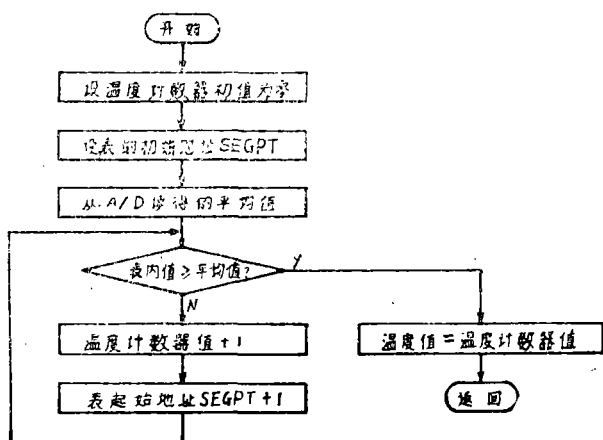 开始
设温度计数器初值为零
设表的初始地址SEGPT
从A/D读得的平均值
表内值≥平均值?
Y
N
温度计数器值+1
温度值=温度计数器值
表起始地址SEGPT+1
返回